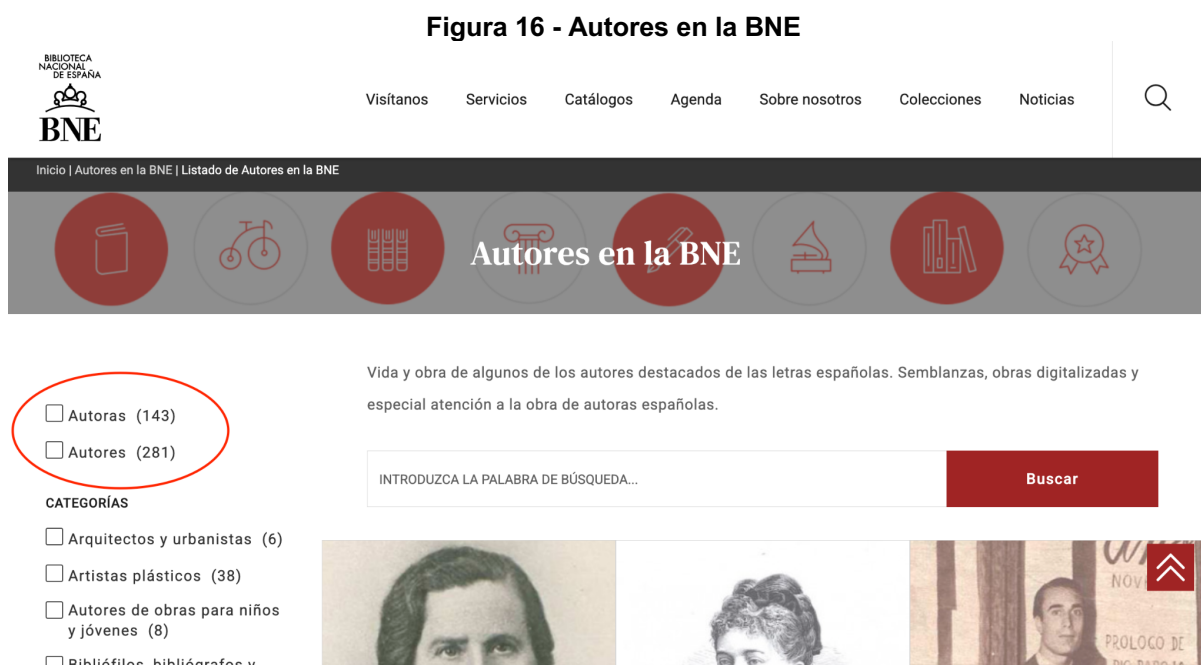 Figura 16 - Autores en la BNE
BIBLIOTECA
NACIONAL
DE ESPAÑA
BNE
Visítanos Servicios Catálogos Agenda Sobre nosotros Colecciones Noticias
Inicio | Autores en la BNE | Listado de Autores en la BNE
Autores en la BNE
Autoras (143)
Autores (281)
CATEGORÍAS
Arquitectos y urbanistas (6)
Artistas plásticos (38)
Autores de obras para niños
y jóvenes (8)
Bibliófilos, bibliógrafos y
Vida y obra de algunos de los autores destacados de las letras españolas. Semblanzas, obras digitalizadas y
especial atención a la obra de autoras españolas.
INTRODUZCA LA PALABRA DE BÚSQUEDA...
Buscar
PROLOGO DE